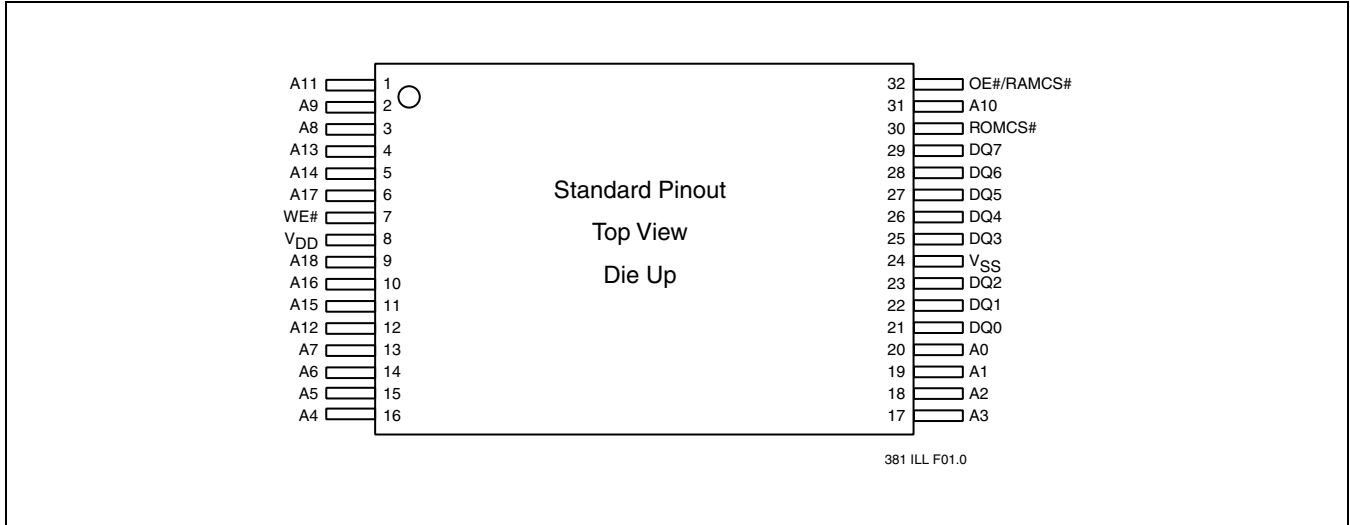 A11 1 32 OE#/RAMCS#
A9 2 31 A10
A8 3 30 ROMCS#
A13 4 29 DQ7
A14 5 28 DQ6
A17 6 27 DQ5
WE# 7 26 DQ4
VDD 8 25 DQ3
A18 9 24 VSS
A16 10 23 DQ2
A15 11 22 DQ1
A12 12 21 DQ0
A7 13 20 A0
A6 14 19 A1
A5 15 18 A2
A4 16 17 A3
Standard Pinout
Top View
Die Up
381 ILL F01.0